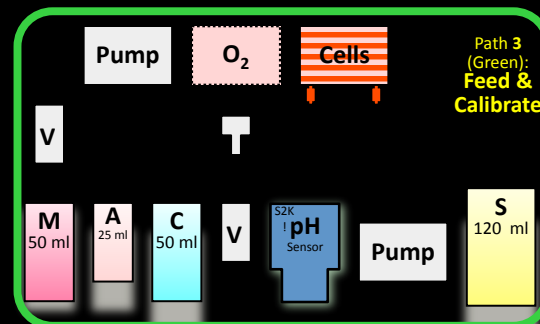 Pump
O₂
Cells
Path 3
(Green):
Feed &
Calibrate
V
M
50 ml
A
25 ml
C
50 ml
V
S2K
!
pH
Sensor
Pump
S
120 ml